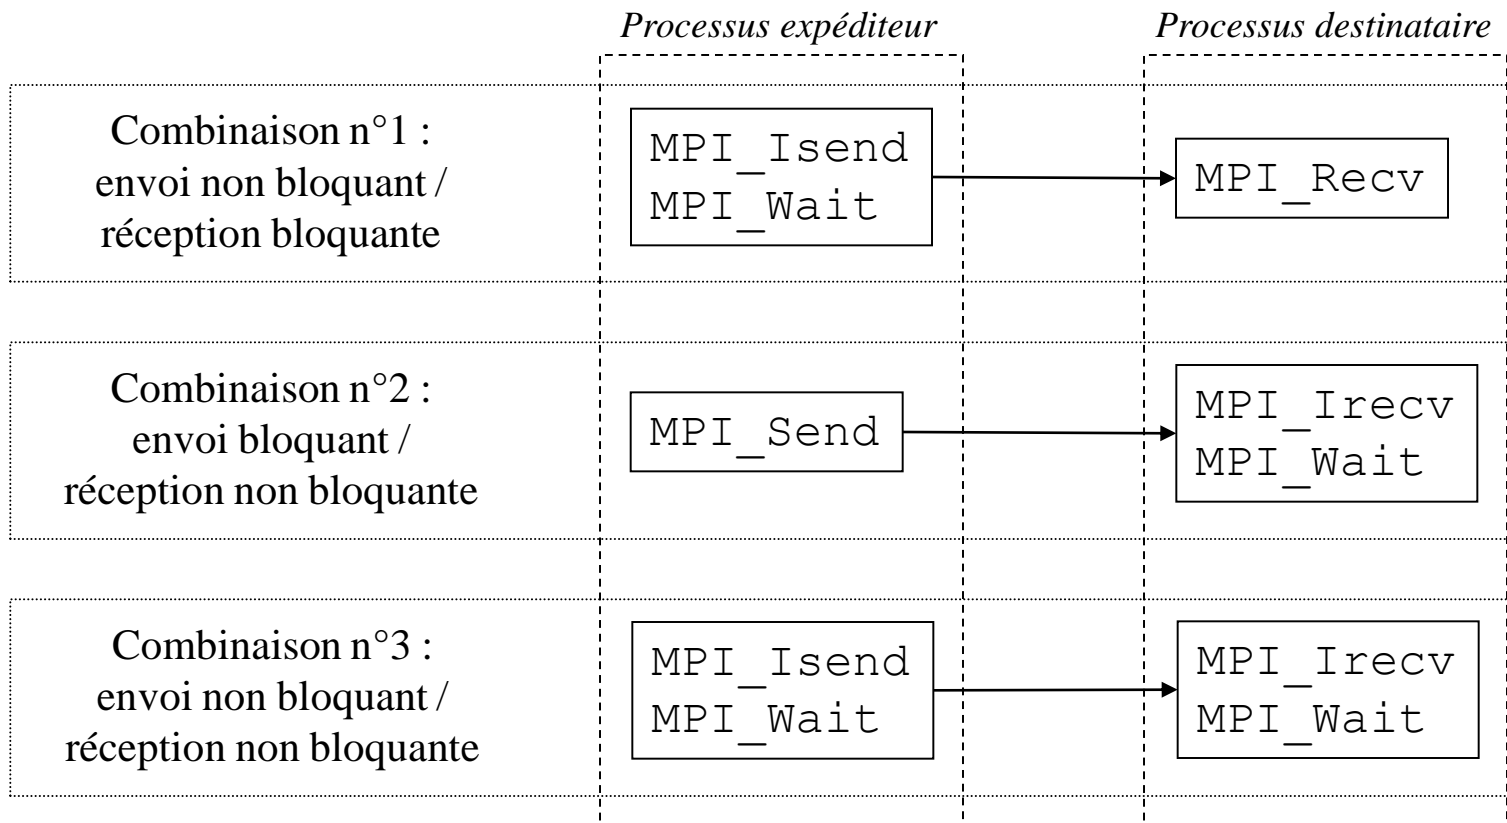 Processus expéditeur
Processus destinataire
Combinaison n°1 :
envoi non bloquant /
réception bloquante
MPI_Isend
MPI_Wait
MPI_Recv
Combinaison n°2 :
envoi bloquant /
réception non bloquante
MPI_Send
MPI_Irecv
MPI_Wait
Combinaison n°3 :
envoi non bloquant /
réception non bloquante
MPI_Isend
MPI_Wait
MPI_Irecv
MPI_Wait